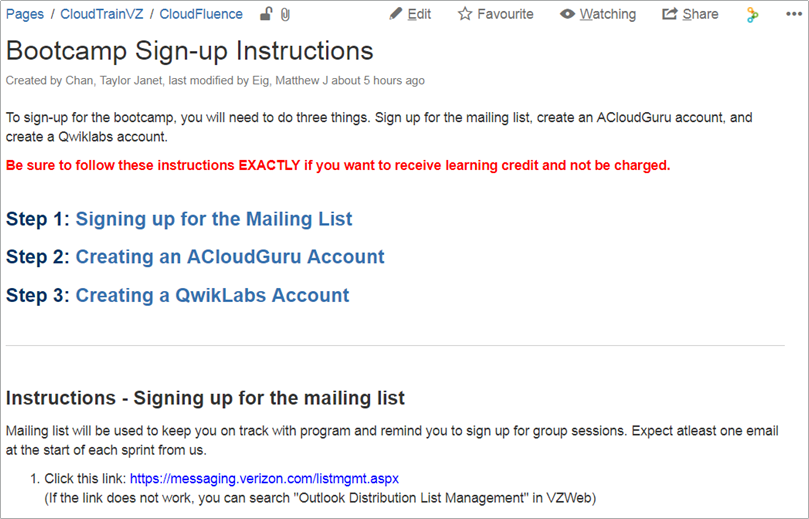 Pages / CloudTrainVZ / CloudFluence Edit Favourite Watching Share
Bootcamp Sign-up Instructions
Created by Chan, Taylor Janet, last modified by Eig, Matthew J about 5 hours ago
To sign-up for the bootcamp, you will need to do three things. Sign up for the mailing list, create an ACloudGuru account, and
create a Qwiklabs account.
Be sure to follow these instructions EXACTLY if you want to receive learning credit and not be charged.
Step 1: Signing up for the Mailing List
Step 2: Creating an ACloudGuru Account
Step 3: Creating a QwikLabs Account
Instructions - Signing up for the mailing list
Mailing list will be used to keep you on track with program and remind you to sign up for group sessions. Expect atleast one email
at the start of each sprint from us.
1. Click this link: https://messaging.verizon.com/listmgmt.aspx
(If the link does not work, you can search "Outlook Distribution List Management" in VZWeb)